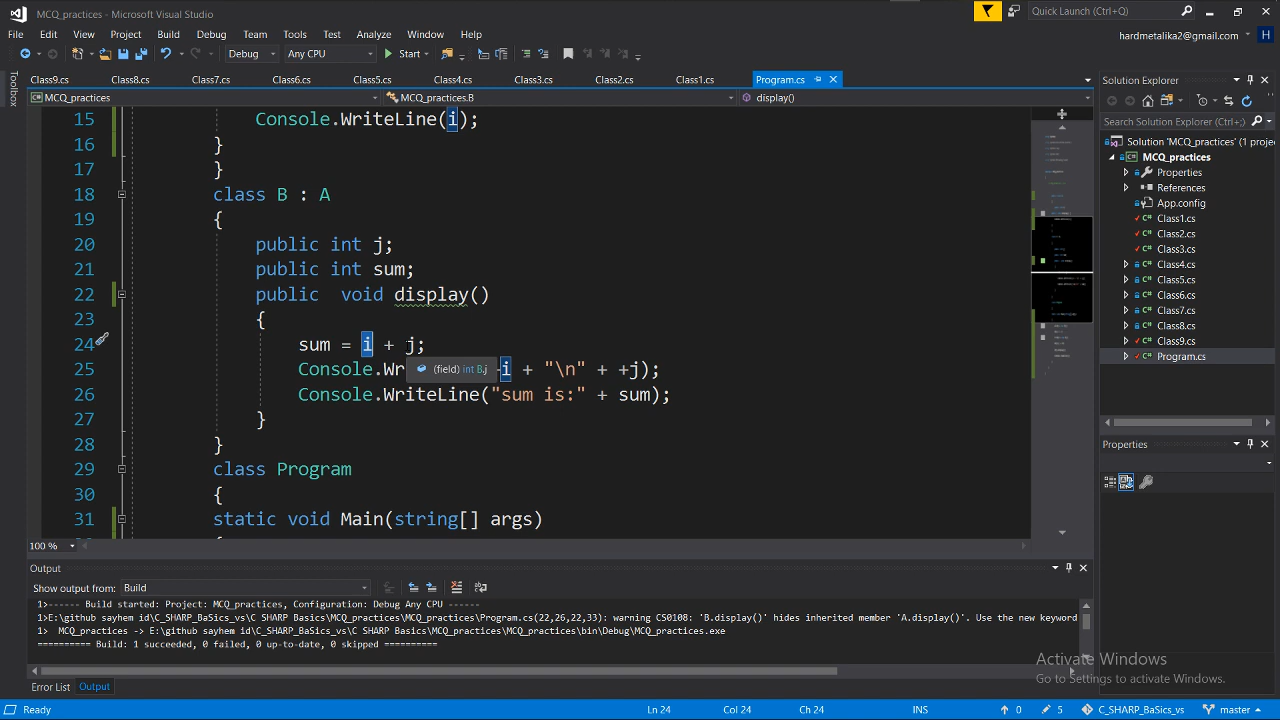 MCQ_practices - Microsoft Visual Studio
Quick Launch (Ctrl+;)
File Edit View Project Build Debug Team Tools Test Analyze Window Help
hardmetalika2@gmail.com H
Debug Any CPU Start
Toolbox
Class9.cs Class8.cs Class7.cs Class6.cs Class5.cs Class4.cs Class3.cs Class2.cs Class1.cs Program.cs
MCQ_practices MCQ_practices.B display()
15 Console.WriteLine(i);
16 }
17 }
18 class B : A
19 {
20 public int j;
21 public int sum;
22 public  void display()
23 {
24 sum = i + j;
25 Console.Wr (field) int B.j i + "\n" + +j);
26 Console.WriteLine("sum is:" + sum);
27 }
28 }
29 class Program
30 {
31 static void Main(string[] args)
100 %
Solution Explorer
Search Solution Explorer (Ctrl+;)
Solution 'MCQ_practices' (1 projec
MCQ_practices
Properties
References
App.config
Class1.cs
Class2.cs
Class3.cs
Class4.cs
Class5.cs
Class6.cs
Class7.cs
Class8.cs
Class9.cs
Program.cs
Properties
Output
Show output from: Build
1>------ Build started: Project: MCQ_practices, Configuration: Debug Any CPU ------
1>E:\github sayhem id\C_SHARP_BaSics_vs\C SHARP Basics\MCQ_practices\MCQ_practices\Program.cs(22,26,22,33): warning CS0108: 'B.display()' hides inherited member 'A.display()'. Use the new keyword
1>  MCQ_practices -> E:\github sayhem id\C_SHARP_BaSics_vs\C SHARP Basics\MCQ_practices\MCQ_practices\bin\Debug\MCQ_practices.exe
========== Build: 1 succeeded, 0 failed, 0 up-to-date, 0 skipped ==========
Activate Windows
Go to Settings to activate Windows.
Error List Output
Ready Ln 24 Col 24 Ch 24 INS 0 5 C_SHARP_BaSics_vs master